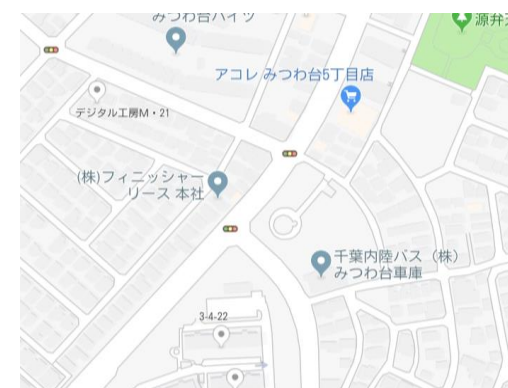 みつわ台ハイツ
源弁
アコレ みつわ台5丁目店
デジタル工房M・21
(株)フィニッシャー
リース 本社
千葉内陸バス（株）
みつわ台車庫
3-4-22